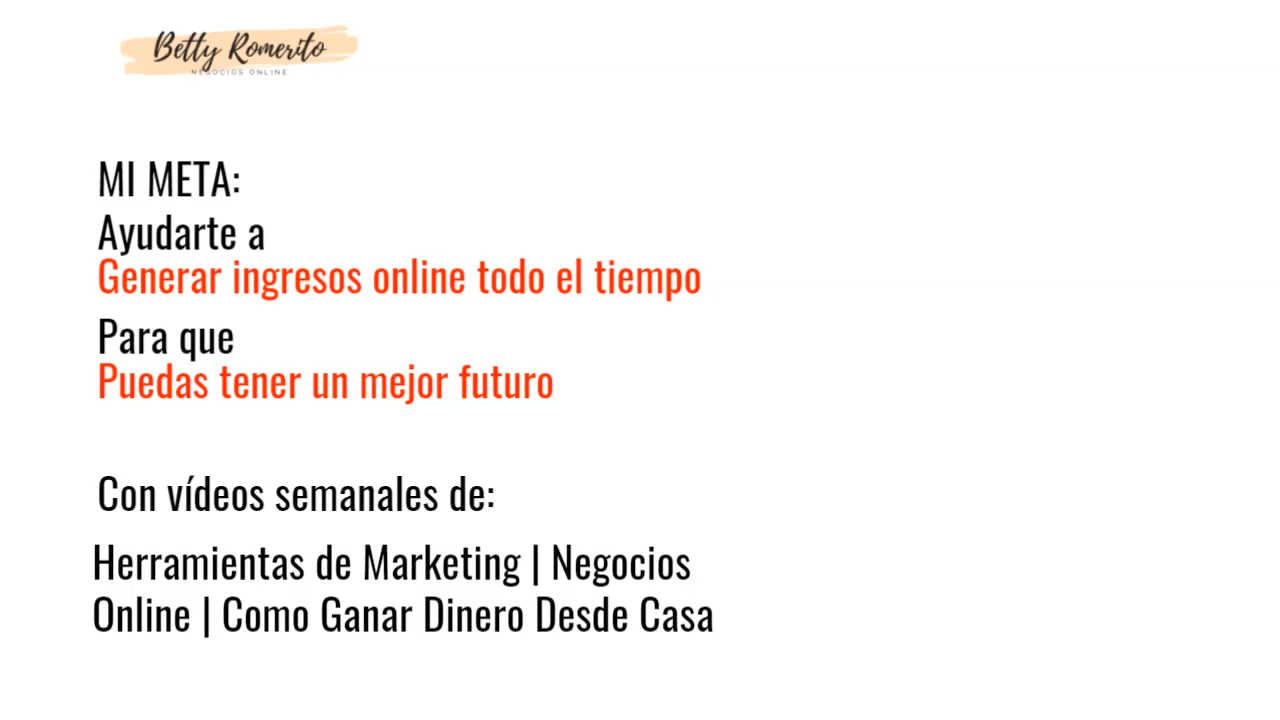 Betty Romerito
NEGOCIOS ONLINE
MI META:
Ayudarte a
Generar ingresos online todo el tiempo
Para que
Puedas tener un mejor futuro
Con vídeos semanales de:
Herramientas de Marketing | Negocios
Online | Como Ganar Dinero Desde Casa